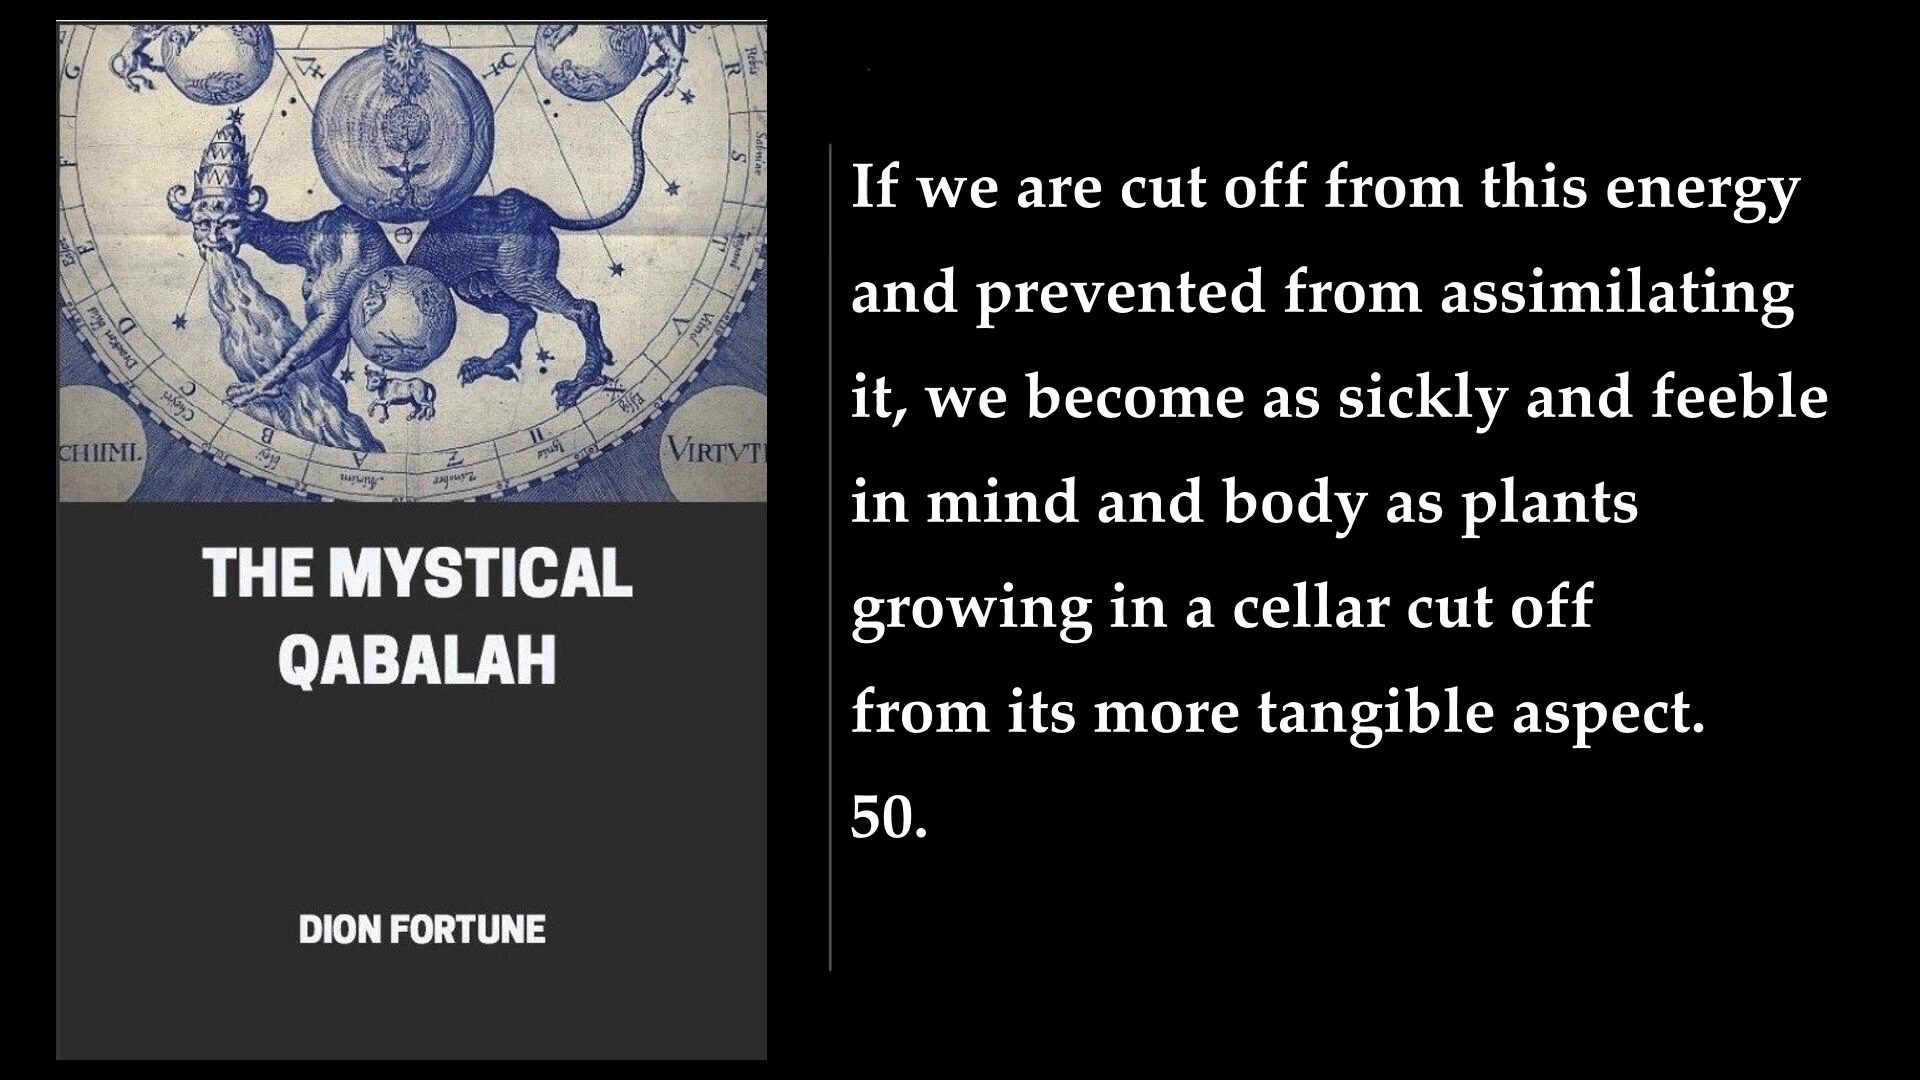 CHIIMI.
VIRTVT
THE MYSTICAL
QABALAH
DION FORTUNE
If we are cut off from this energy
and prevented from assimilating
it, we become as sickly and feeble
in mind and body as plants
growing in a cellar cut off
from its more tangible aspect.
50.